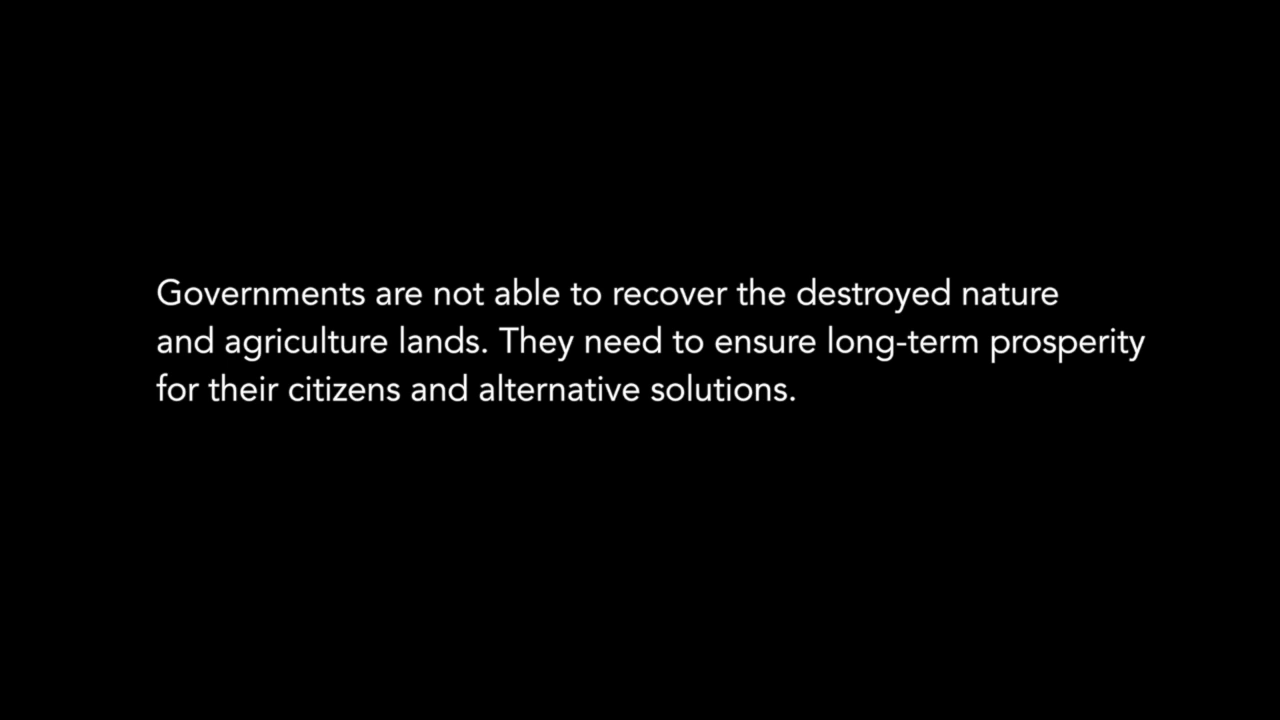 Governments are not able to recover the destroyed nature
and agriculture lands. They need to ensure long-term prosperity
for their citizens and alternative solutions.